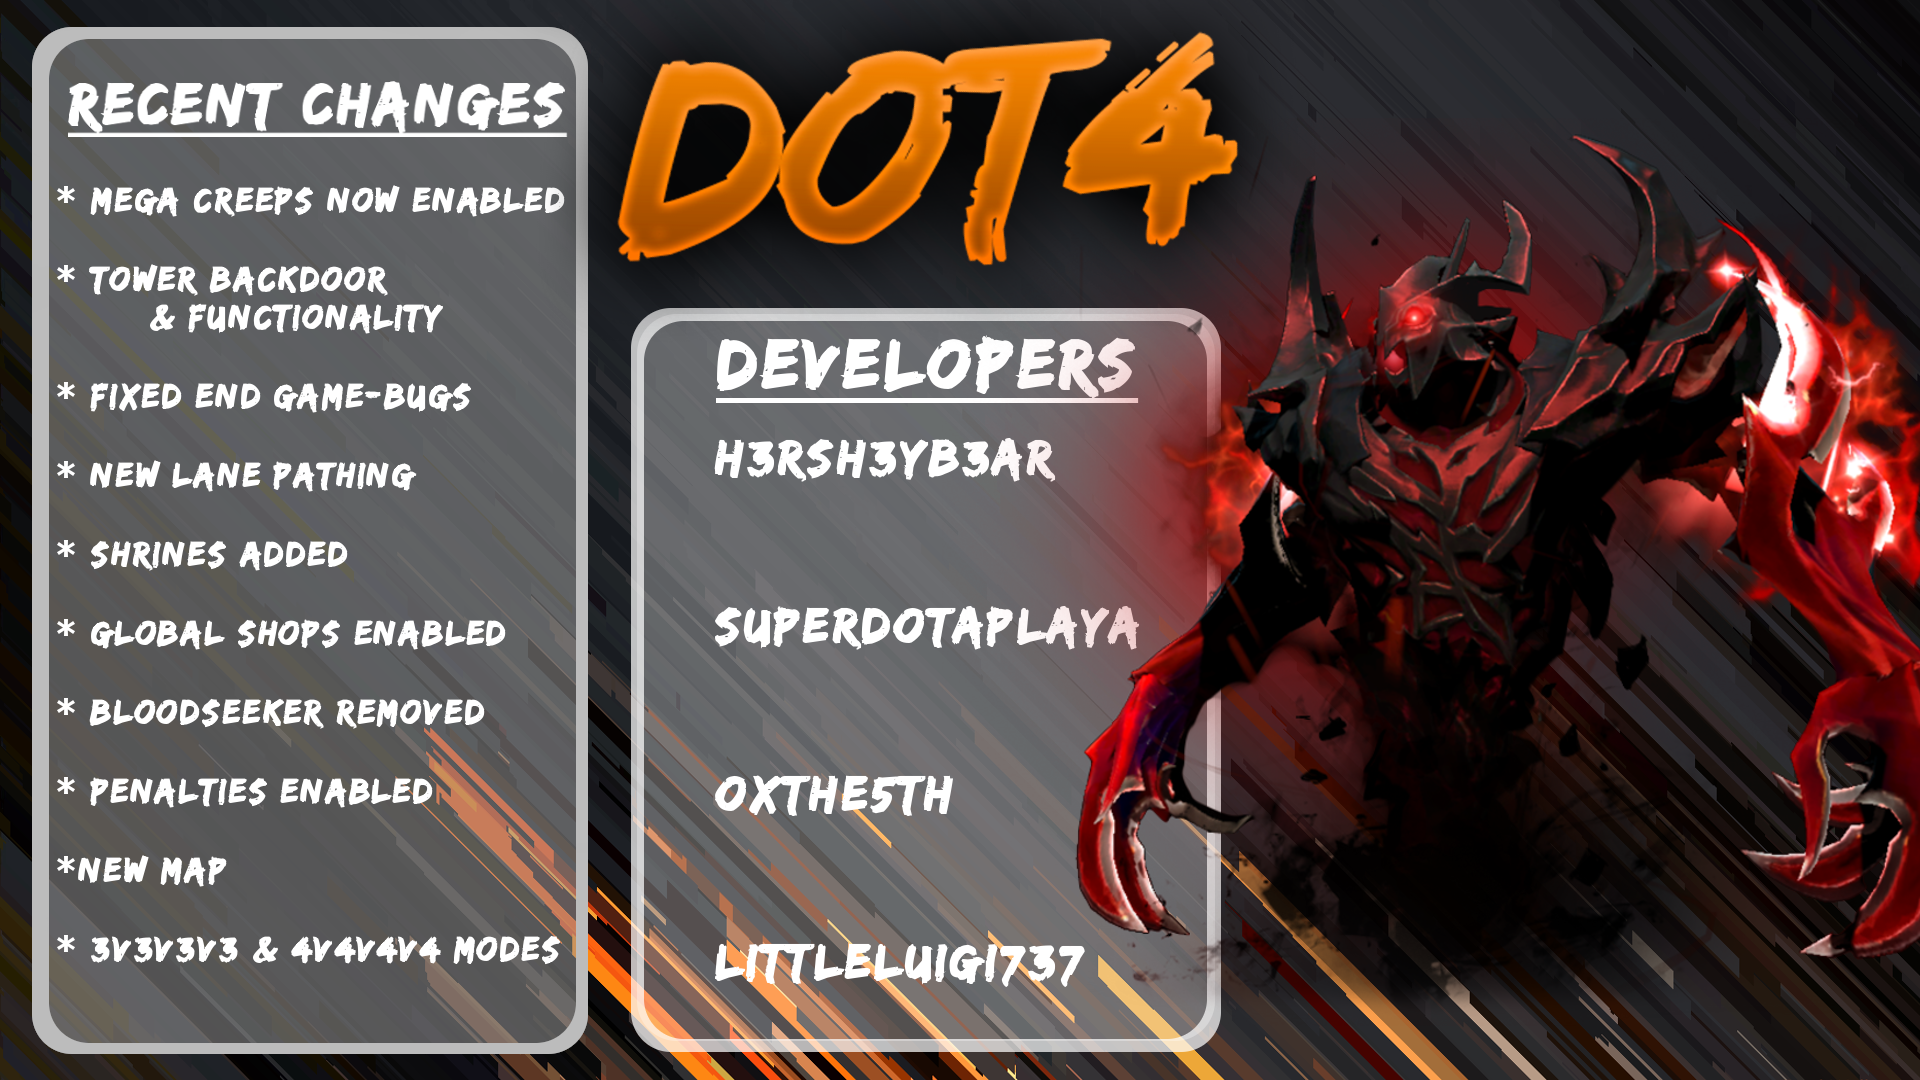 RECENT CHANGES
* MEGA CREEPS NOW ENABLED
* TOWER BACKDOOR
& FUNCTIONALITY
* FIXED END GAME-BUGS
* NEW LANE PATHING
* SHRINES ADDED
* GLOBAL SHOPS ENABLED
* BLOODSEEKER REMOVED
* PENALTIES ENABLED
*NEW MAP
* 3V3V3V3 & 4V4V4V4 MODES
DOT4
DEVELOPERS
H3RSH3YB3AR
SUPERDOTAPLAYA
OXTHE5TH
LITTLELUIGI737